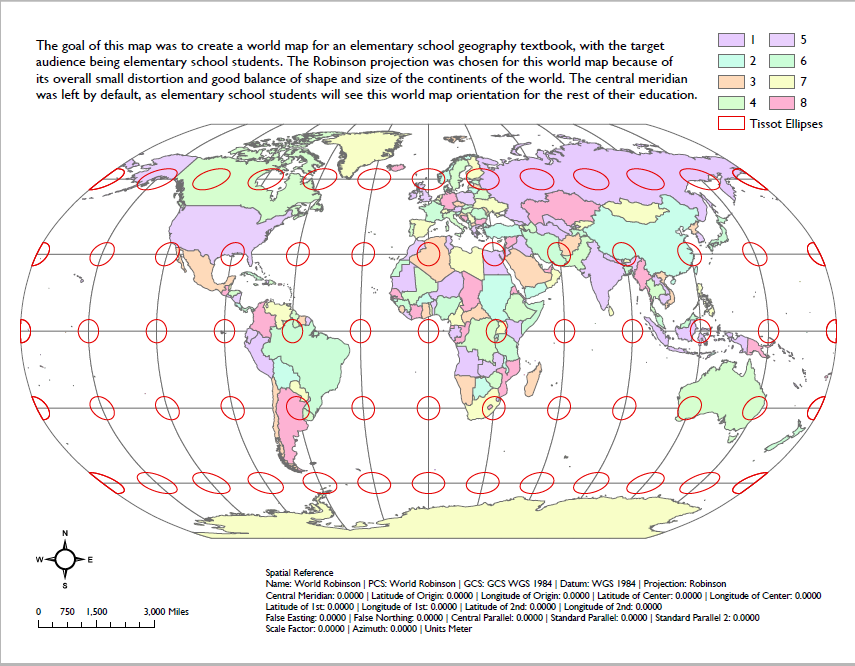 The goal of this map was to create a world map for an elementary school geography textbook, with the target
audience being elementary school students. The Robinson projection was chosen for this world map because of
its overall small distortion and good balance of shape and size of the continents of the world. The central meridian
was left by default, as elementary school students will see this world map orientation for the rest of their education.
1 5
2 6
3 7
4 8
Tissot Ellipses
N
W E
S
0 750 1,500 3,000 Miles
Spatial Reference
Name: World Robinson | PCS: World Robinson | GCS: GCS WGS 1984 | Datum: WGS 1984 | Projection: Robinson
Central Meridian: 0.0000 | Latitude of Origin: 0.0000 | Longitude of Origin: 0.0000 | Latitude of Center: 0.0000 | Longitude of Center: 0.0000
Latitude of 1st: 0.0000 | Longitude of 1st: 0.0000 | Latitude of 2nd: 0.0000 | Longitude of 2nd: 0.0000
False Easting: 0.0000 | False Northing: 0.0000 | Central Parallel: 0.0000 | Standard Parallel: 0.0000 | Standard Parallel 2: 0.0000
Scale Factor: 0.0000 | Azimuth: 0.0000 | Units Meter